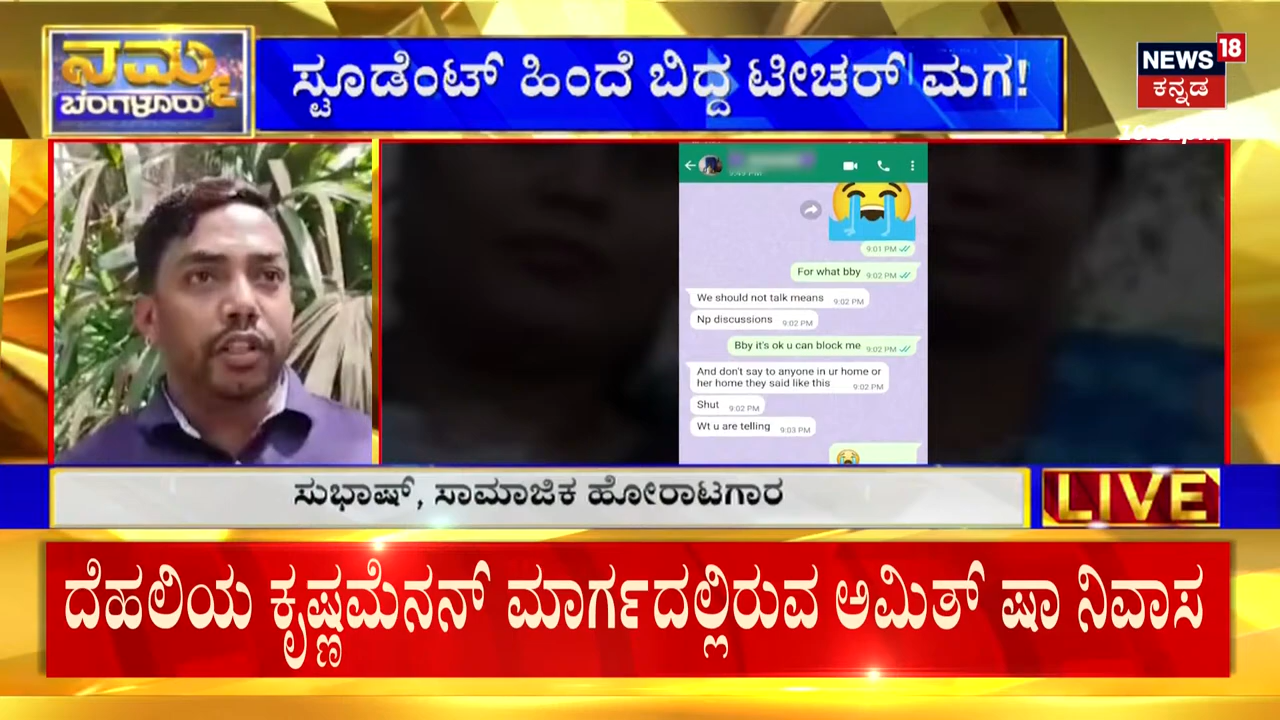 ನಮ್ಮ
ಬೆಂಗಳೂರು
ಸ್ಟೂಡೆಂಟ್ ಹಿಂದೆ ಬಿದ್ದ ಟೀಚರ್ ಮಗ!
NEWS 18
ಕನ್ನಡ
9:01 PM
For what bby 9:02 PM
We should not talk means 9:02 PM
Np discussions 9:02 PM
Bby it's ok u can block me 9:02 PM
And don't say to anyone in ur home or
her home they said like this 9:02 PM
Shut 9:02 PM
Wt u are telling 9:03 PM
ಸುಭಾಷ್, ಸಾಮಾಜಿಕ ಹೋರಾಟಗಾರ
LIVE
ದೆಹಲಿಯ ಕೃಷ್ಣಮೆನನ್ ಮಾರ್ಗದಲ್ಲಿರುವ ಅಮಿತ್ ಷಾ ನಿವಾಸ